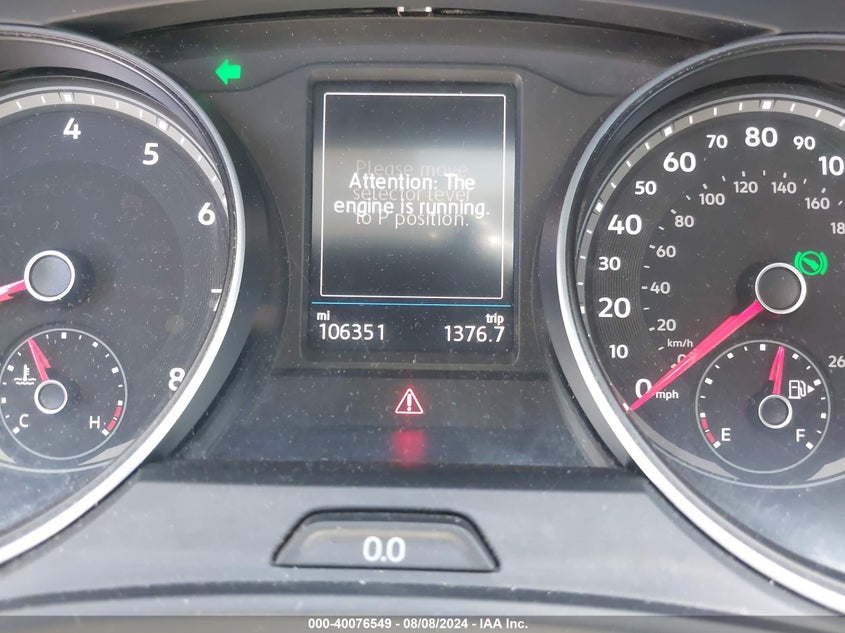 4
5
6
7
8
C
H
Please move
Attention: The
selector lever
engine is running.
to P position.
mi
106351
trip
1376.7
0
10
20
30
40
50
60
70
80
90
mph
km/h
0
20
40
60
80
100
120
140
160
E
F
0.0
000-40076549 - 08/08/2024 - IAA Inc.